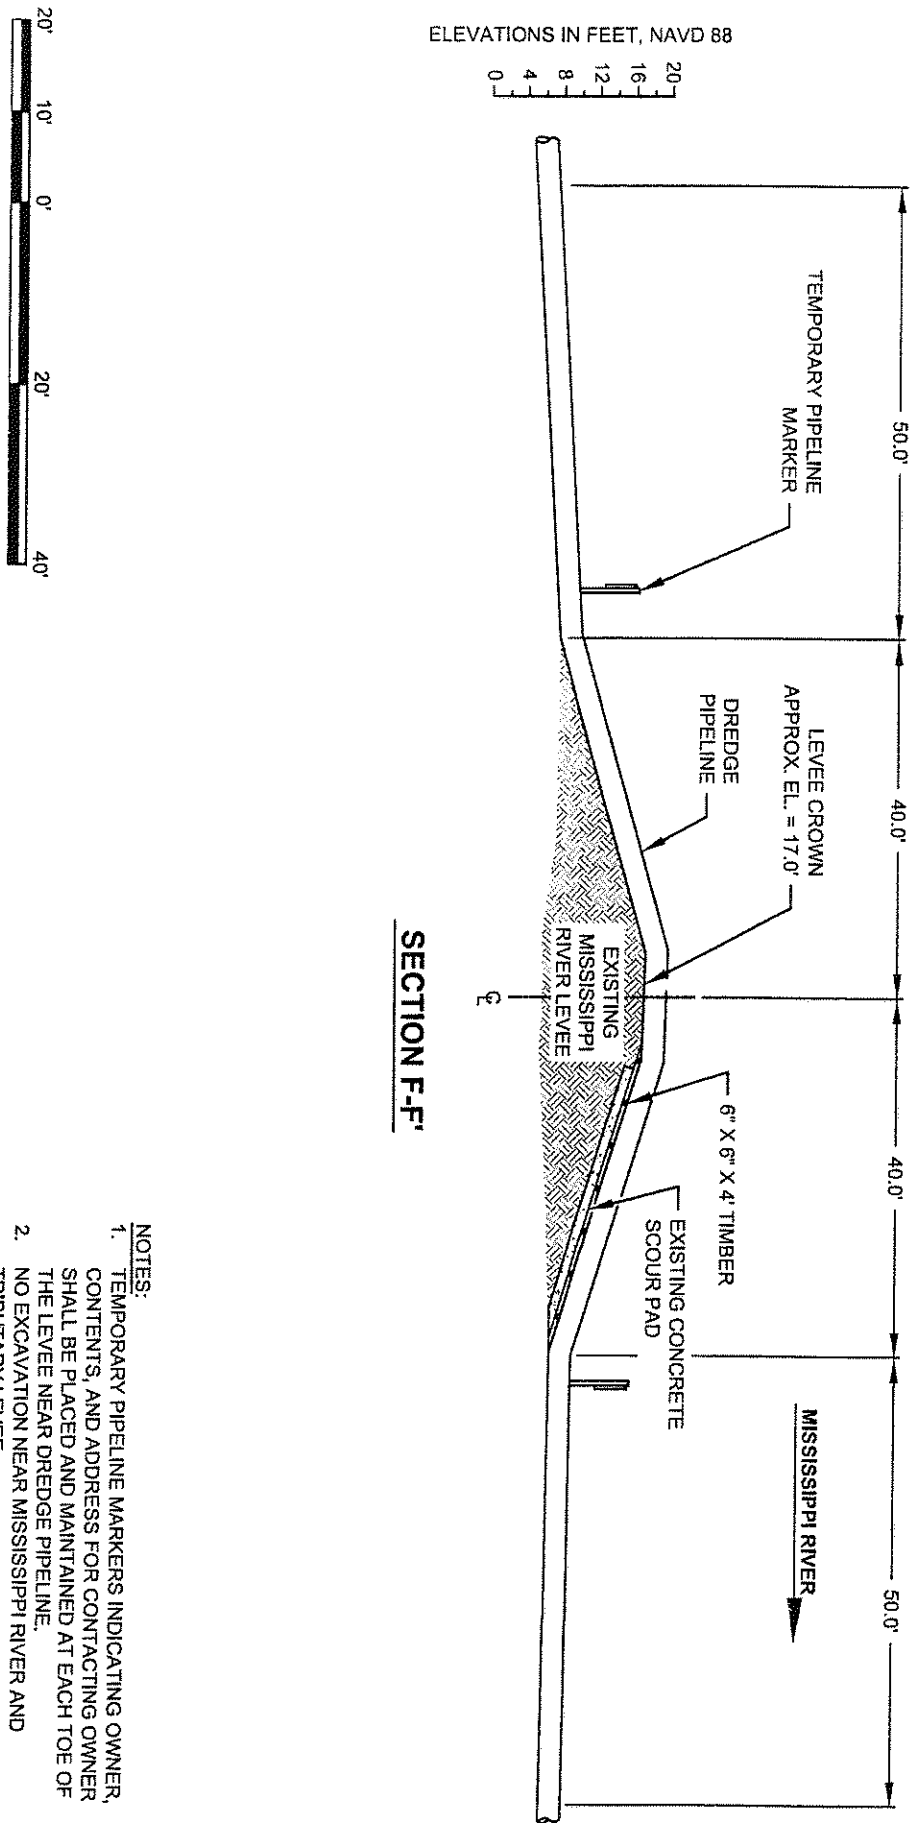 ELEVATIONS IN FEET, NAVD 88
20
16
12
8
4
0
50.0'
40.0'
40.0'
50.0'
TEMPORARY PIPELINE
MARKER
LEVEE CROWN
APPROX. EL. = 17.0'
DREDGE
PIPELINE
6" X 6" X 4' TIMBER
EXISTING CONCRETE
SCOUR PAD
MISSISSIPPI RIVER
EXISTING
MISSISSIPPI
RIVER LEVEE
CL
SECTION F-F'
20' 10' 0' 20' 40'
NOTES:
1. TEMPORARY PIPELINE MARKERS INDICATING OWNER,
CONTENTS, AND ADDRESS FOR CONTACTING OWNER
SHALL BE PLACED AND MAINTAINED AT EACH TOE OF
THE LEVEE NEAR DREDGE PIPELINE.
2. NO EXCAVATION NEAR MISSISSIPPI RIVER AND
TRIBUTARY LEVEE